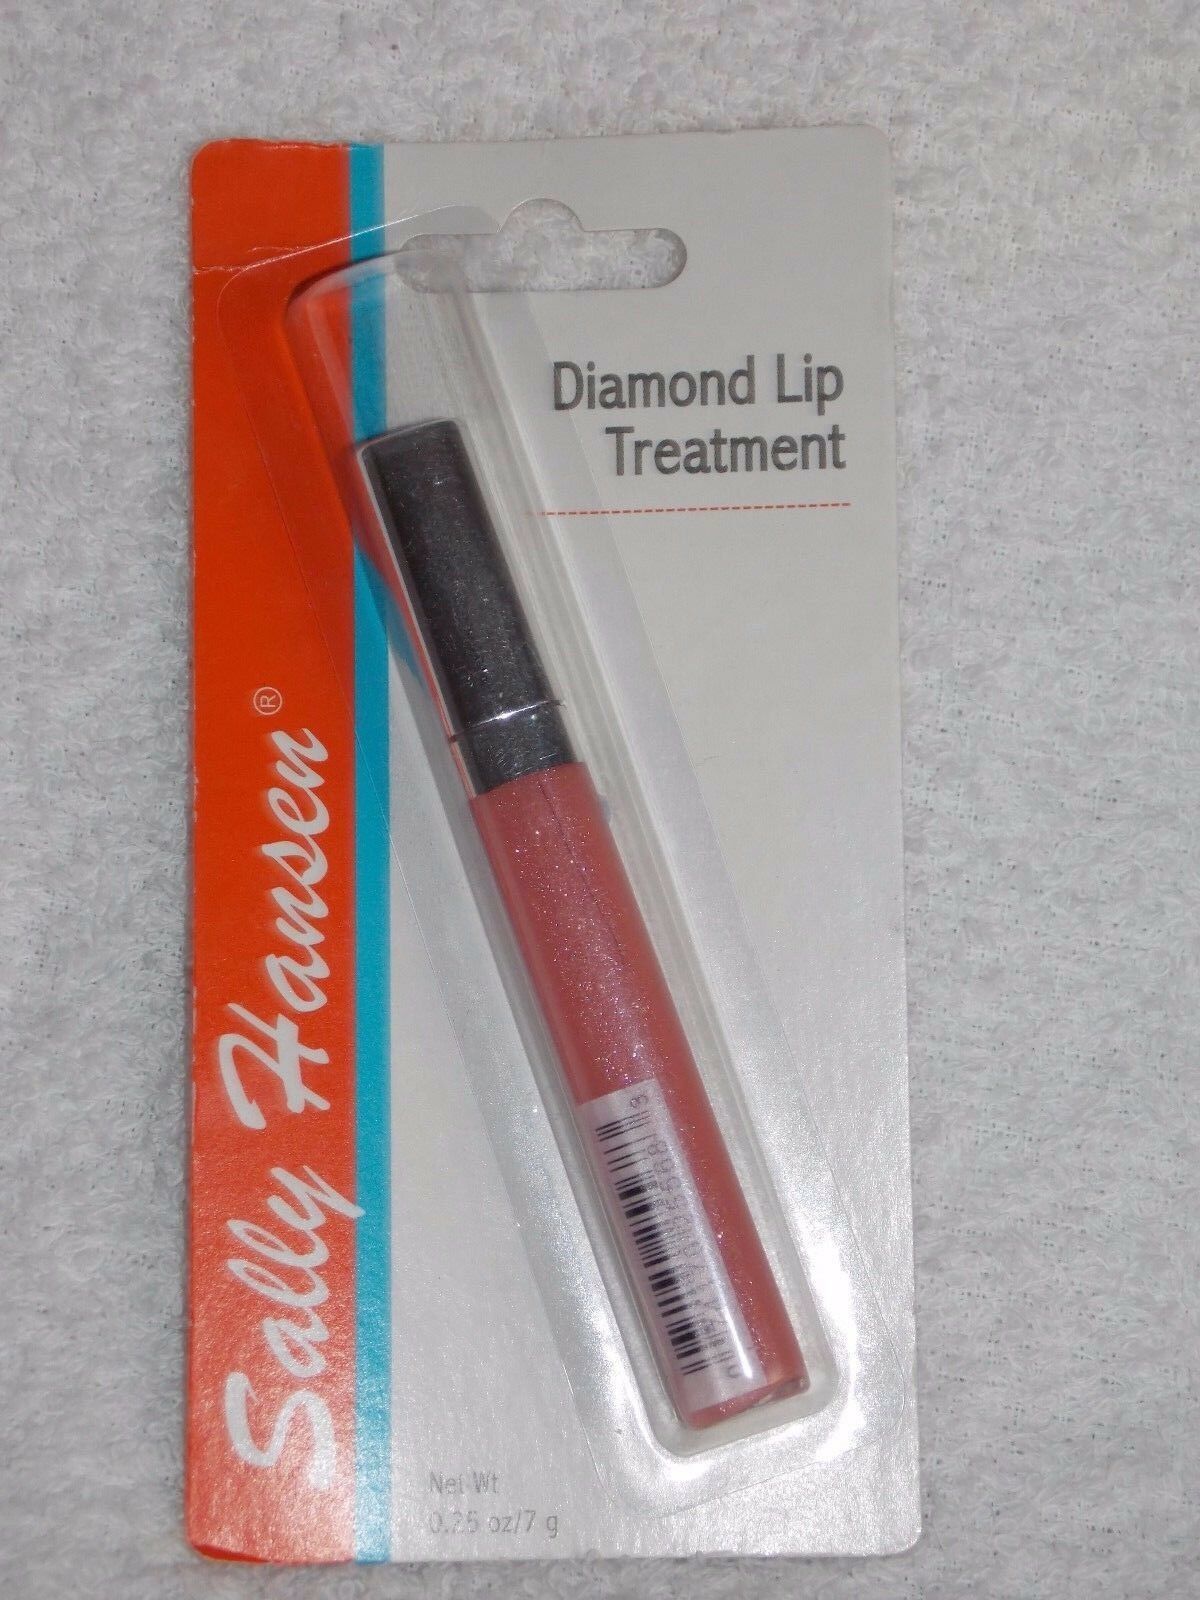 Diamond Lip
Treatment
Sally Hansen®
Net Wt
0.25 oz/7 g